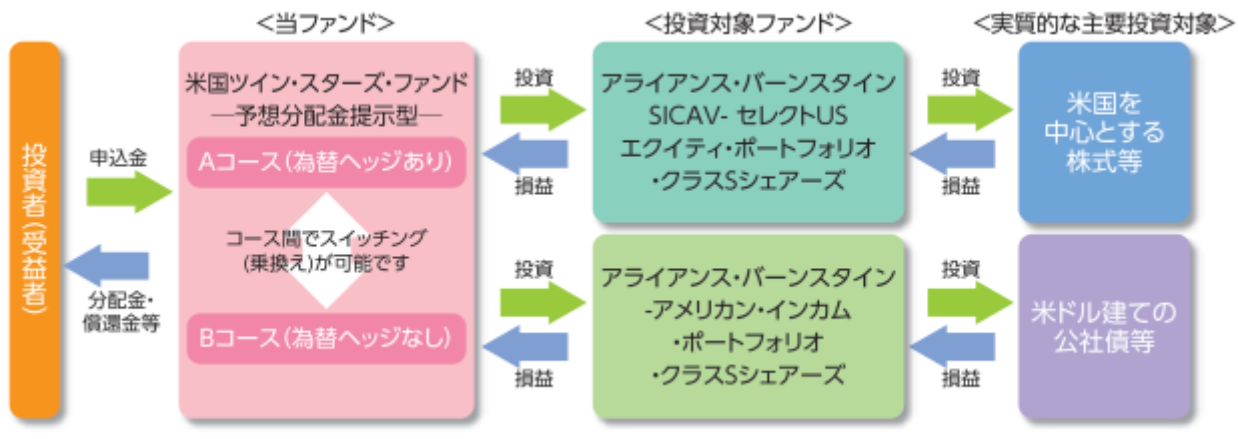 ＜当ファンド＞
＜投資対象ファンド＞
＜実質的な主要投資対象＞
投資者(受益者)
申込金
分配金・
償還金等
米国ツイン・スターズ・ファンド
―予想分配金提示型―
Aコース(為替ヘッジあり)
コース間でスイッチング
(乗換え)が可能です
Bコース(為替ヘッジなし)
投資
損益
アライアンス・バーンスタイン
SICAV- セレクトUS
エクイティ・ポートフォリオ
・クラスSシェアーズ
投資
損益
米国を
中心とする
株式等
投資
損益
アライアンス・バーンスタイン
-アメリカン・インカム
・ポートフォリオ
・クラスSシェアーズ
投資
損益
米ドル建ての
公社債等